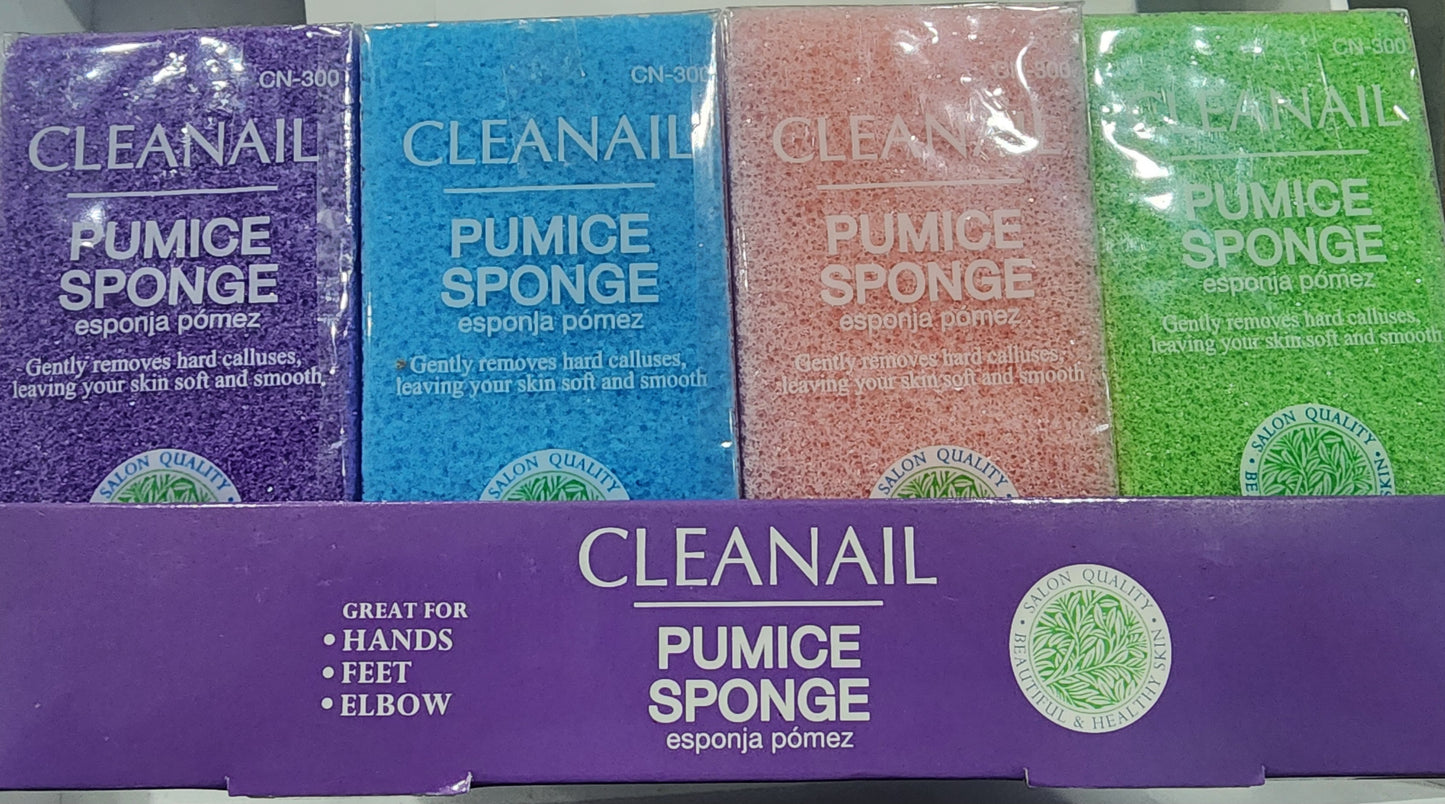 CN-300
CLEANAIL
PUMICE
SPONGE
esponja pómez
Gently removes hard calluses,
leaving your skin soft and smooth
SALON QUALITY
CN-300
CLEANAIL
PUMICE
SPONGE
esponja pómez
Gently removes hard calluses,
leaving your skin soft and smooth
SALON QUALITY
CN-300
CLEANAIL
PUMICE
SPONGE
esponja pómez
Gently removes hard calluses,
leaving your skin soft and smooth
SALON QUALITY
CN-300
CLEANAIL
PUMICE
SPONGE
esponja pómez
Gently removes hard calluses,
leaving your skin soft and smooth
SALON QUALITY • SKIN
BE
GREAT FOR
• HANDS
• FEET
• ELBOW
CLEANAIL
PUMICE
SPONGE
esponja pómez
SALON QUALITY • BEAUTIFUL & HEALTHY SKIN •